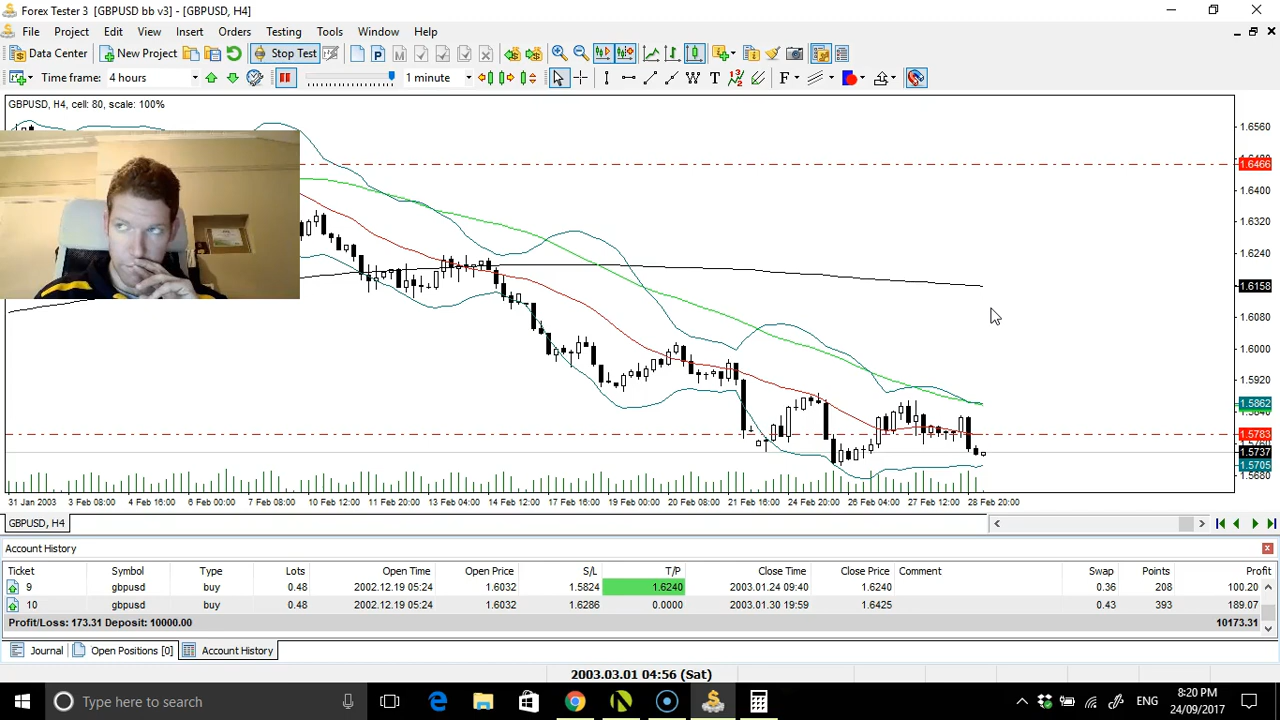 Forex Tester 3 [GBPUSD bb v3] - [GBPUSD, H4]
File Project Edit View Insert Orders Testing Tools Window Help
Data Center New Project Stop Test P M
Time frame: 4 hours 1 minute T F
GBPUSD, H4, cell: 80, scale: 100%
1.6560
1.6466
1.6400
1.6320
1.6240
1.6158
1.6080
1.6000
1.5920
1.5862
1.5783
1.5737
1.5705
1.5680
31 Jan 2003 3 Feb 08:00 4 Feb 16:00 6 Feb 00:00 7 Feb 08:00 10 Feb 12:00 11 Feb 20:00 13 Feb 04:00 14 Feb 12:00 17 Feb 16:00 19 Feb 00:00 20 Feb 08:00 21 Feb 16:00 24 Feb 20:00 26 Feb 04:00 27 Feb 12:00 28 Feb 20:00
GBPUSD, H4
Account History
Ticket Symbol Type Lots Open Time Open Price S/L T/P Close Time Close Price Comment Swap Points Profit
9 gbpusd buy 0.48 2002.12.19 05:24 1.6032 1.5824 1.6240 2003.01.24 09:40 1.6240 0.36 208 100.20
10 gbpusd buy 0.48 2002.12.19 05:24 1.6032 1.6286 0.0000 2003.01.30 19:59 1.6425 0.43 393 189.07
Profit/Loss: 173.31 Deposit: 10000.00 10173.31
Journal Open Positions [0] Account History
2003.03.01 04:56 (Sat)
Type here to search ENG 8:20 PM
24/09/2017